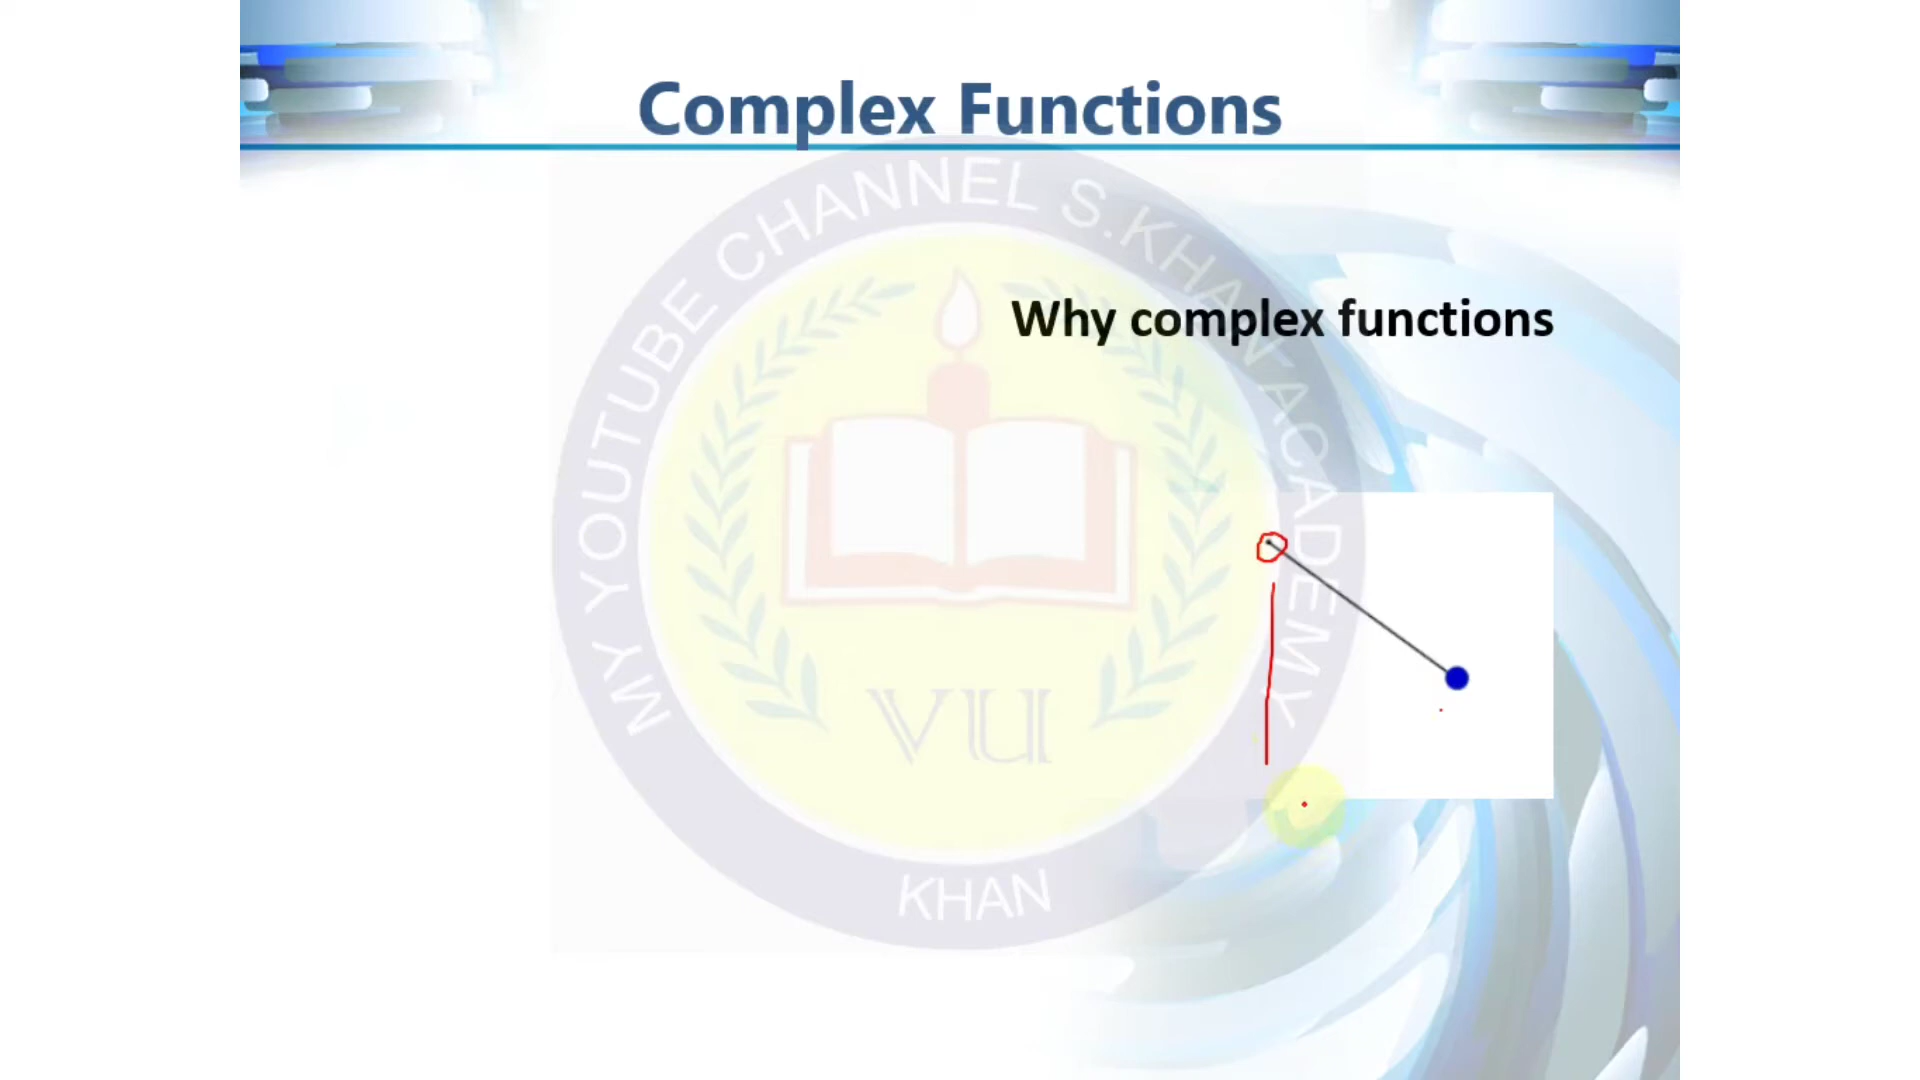 Complex Functions
MY YOUTUBE CHANNEL S.KHAN ACADEMY
Why complex functions
VU
KHAN